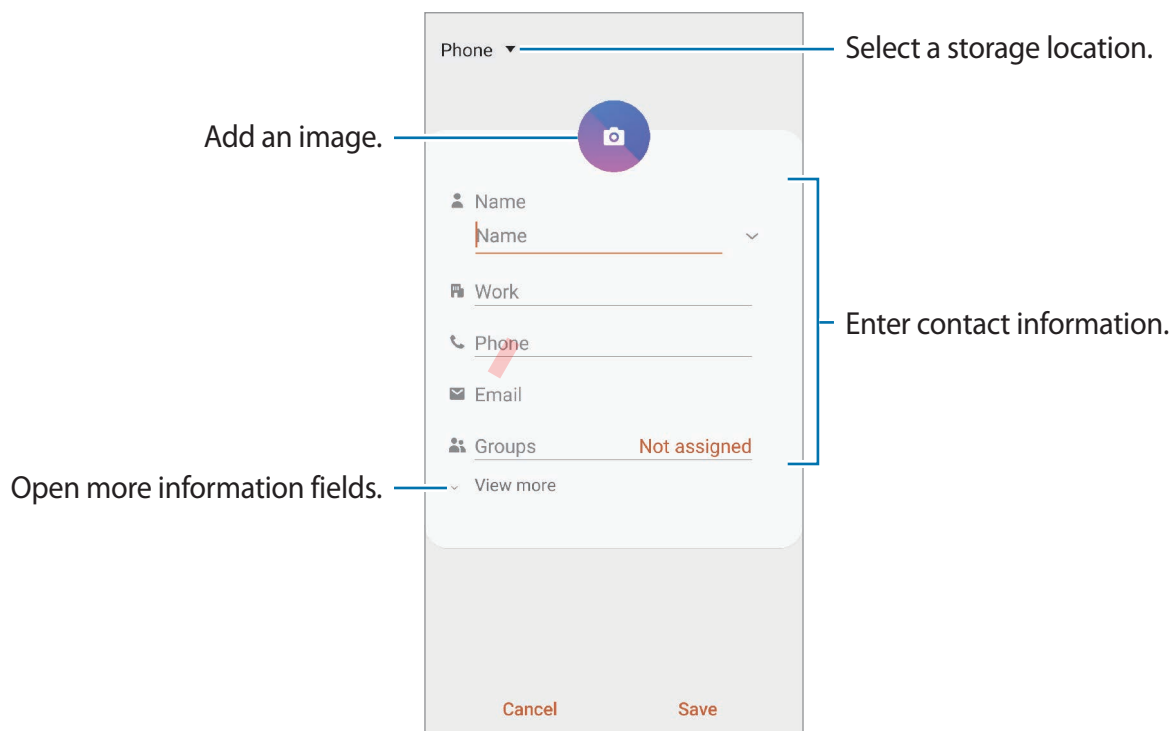 Phone
Select a storage location.
Add an image.
Name
Name
Work
Phone
Enter contact information.
Email
Groups Not assigned
Open more information fields.
View more
Cancel Save